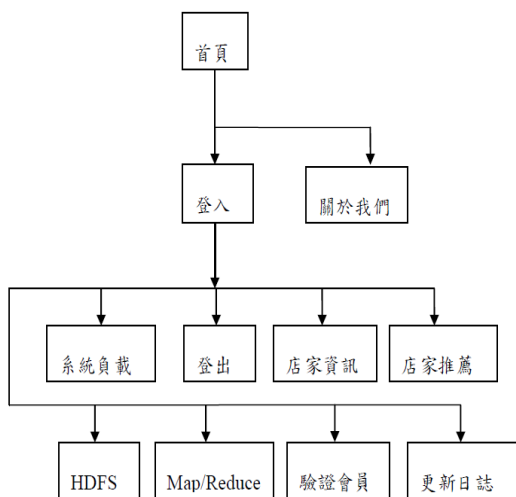 首頁
登入
關於我們
系統負載
登出
店家資訊
店家推薦
HDFS
Map/Reduce
驗證會員
更新日誌